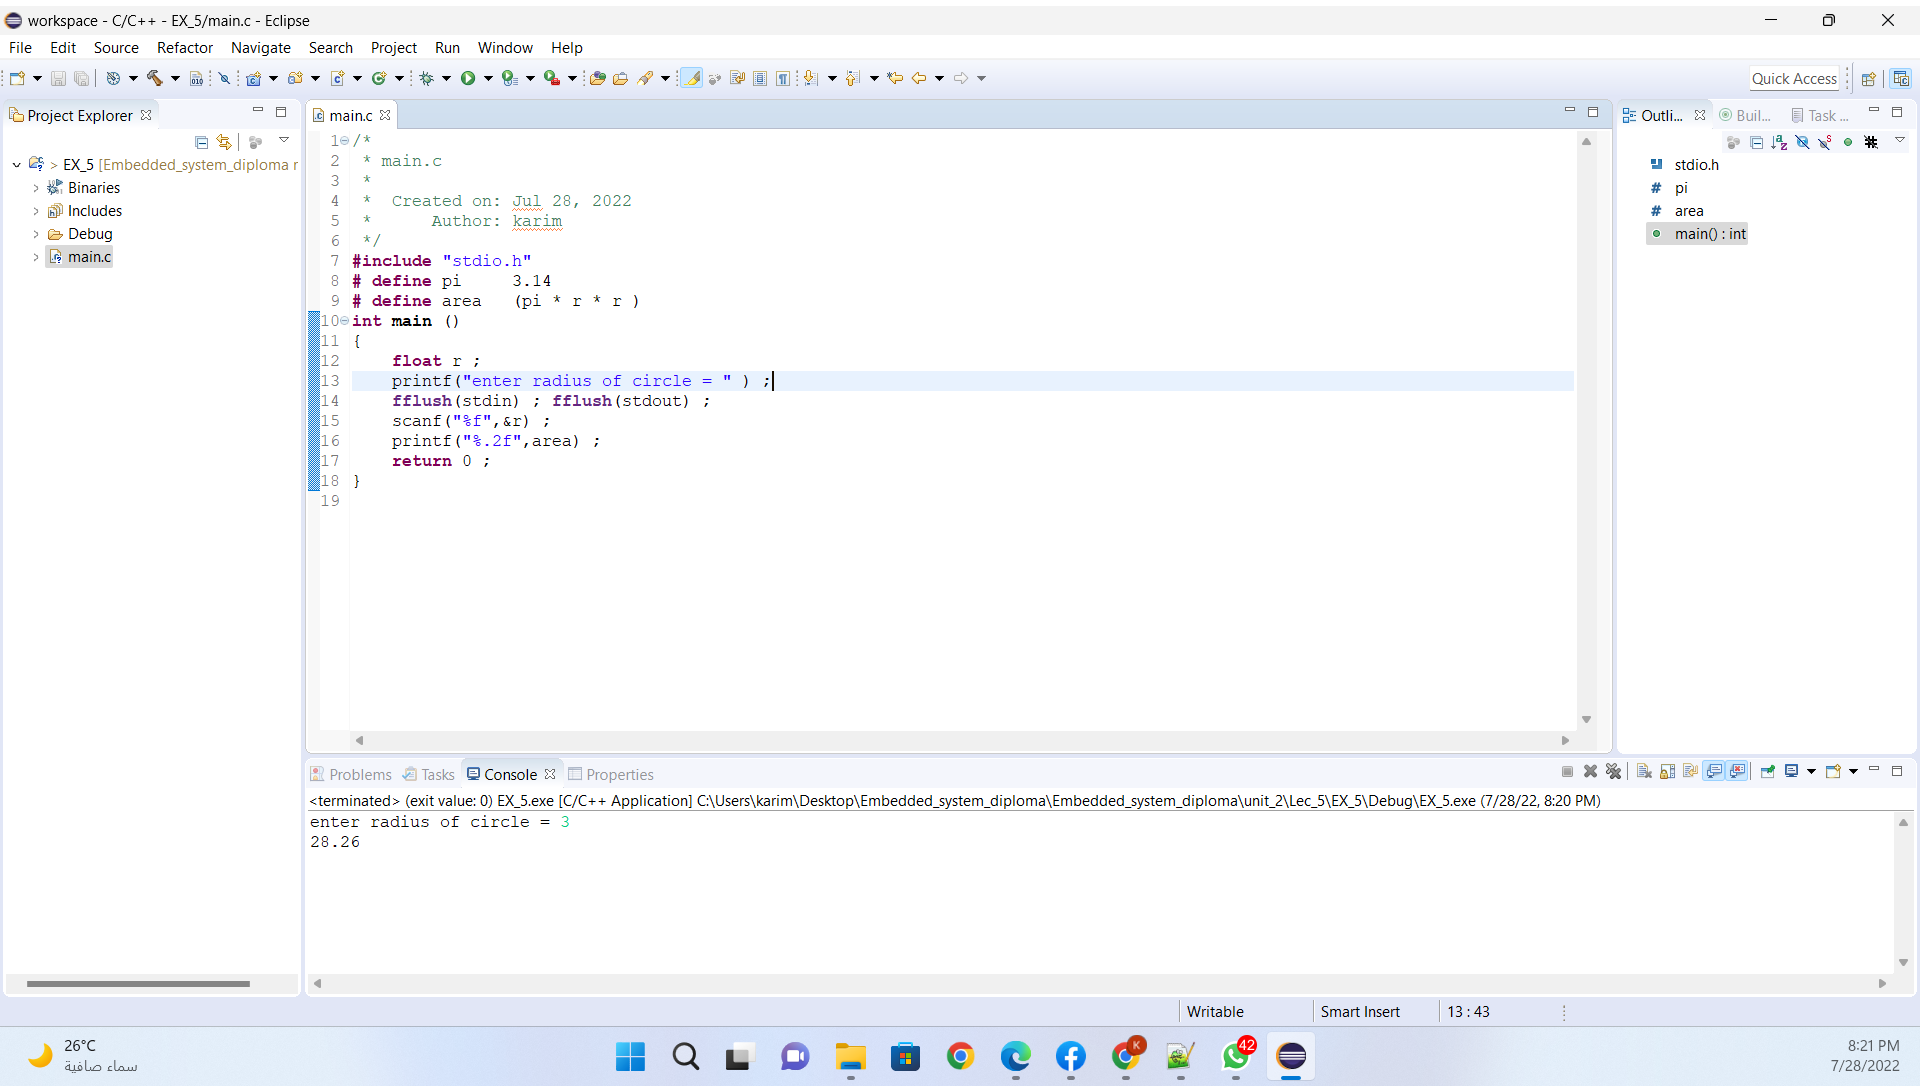 workspace - C/C++ - EX_5/main.c - Eclipse
File Edit Source Refactor Navigate Search Project Run Window Help
Quick Access
Project Explorer
EX_5 [Embedded_system_diploma r
Binaries
Includes
Debug
main.c
main.c
1 /*
2  * main.c
3  *
4  *  Created on: Jul 28, 2022
5  *      Author: karim
6  */
7 #include "stdio.h"
8 # define pi     3.14
9 # define area   (pi * r * r )
10 int main ()
11 {
12     float r ;
13     printf("enter radius of circle = " ) ;
14     fflush(stdin) ; fflush(stdout) ;
15     scanf("%f",&r) ;
16     printf("%.2f",area) ;
17     return 0 ;
18 }
19
Outli... Buil... Task ...
stdio.h
pi
area
main() : int
Problems Tasks Console Properties
<terminated> (exit value: 0) EX_5.exe [C/C++ Application] C:\Users\karim\Desktop\Embedded_system_diploma\Embedded_system_diploma\unit_2\Lec_5\EX_5\Debug\EX_5.exe (7/28/22, 8:20 PM)
enter radius of circle = 3
28.26
Writable Smart Insert 13 : 43
26°C
سماء صافية
K
42
8:21 PM
7/28/2022